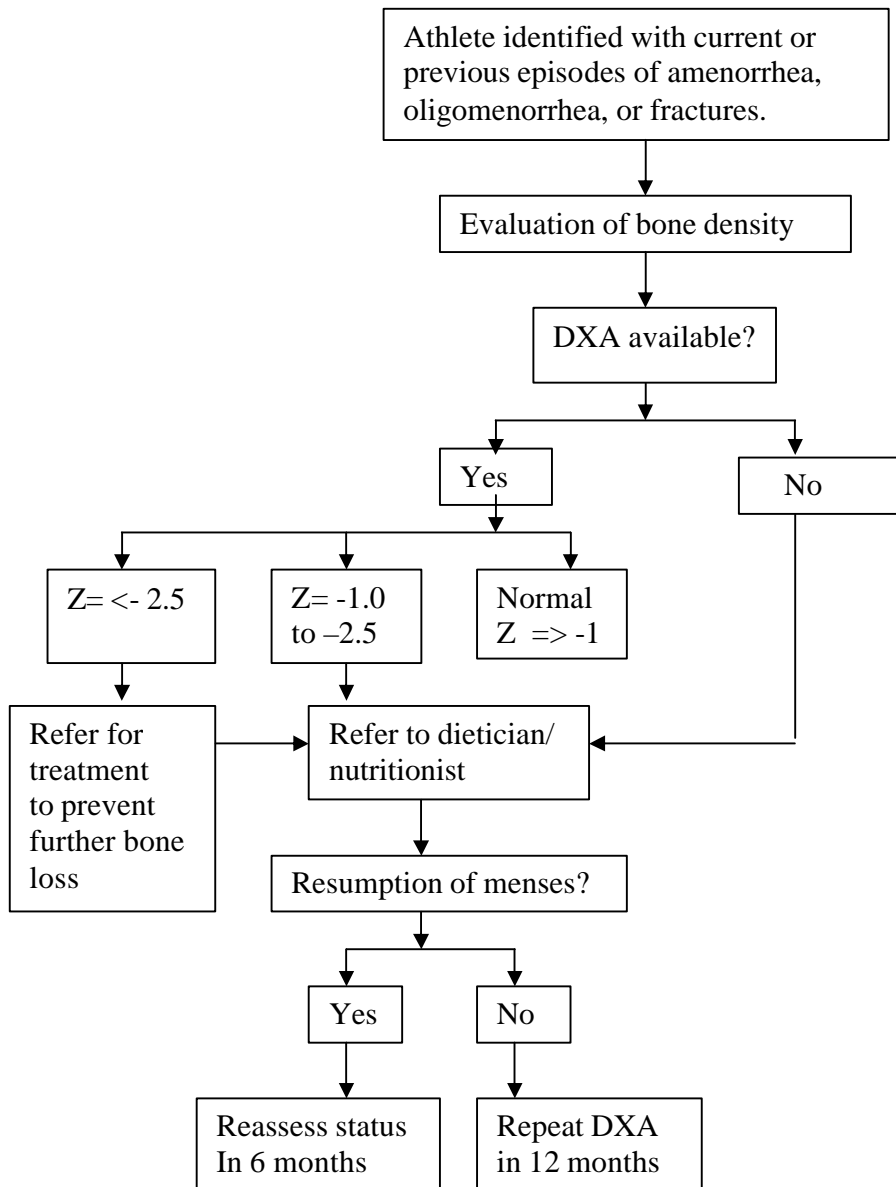 Athlete identified with current or
previous episodes of amenorrhea,
oligomenorrhea, or fractures.
Evaluation of bone density
DXA available?
Yes
No
Z= <- 2.5
Z= -1.0
to –2.5
Normal
Z => -1
Refer for
treatment
to prevent
further bone
loss
Refer to dietician/
nutritionist
Resumption of menses?
Yes
No
Reassess status
In 6 months
Repeat DXA
in 12 months